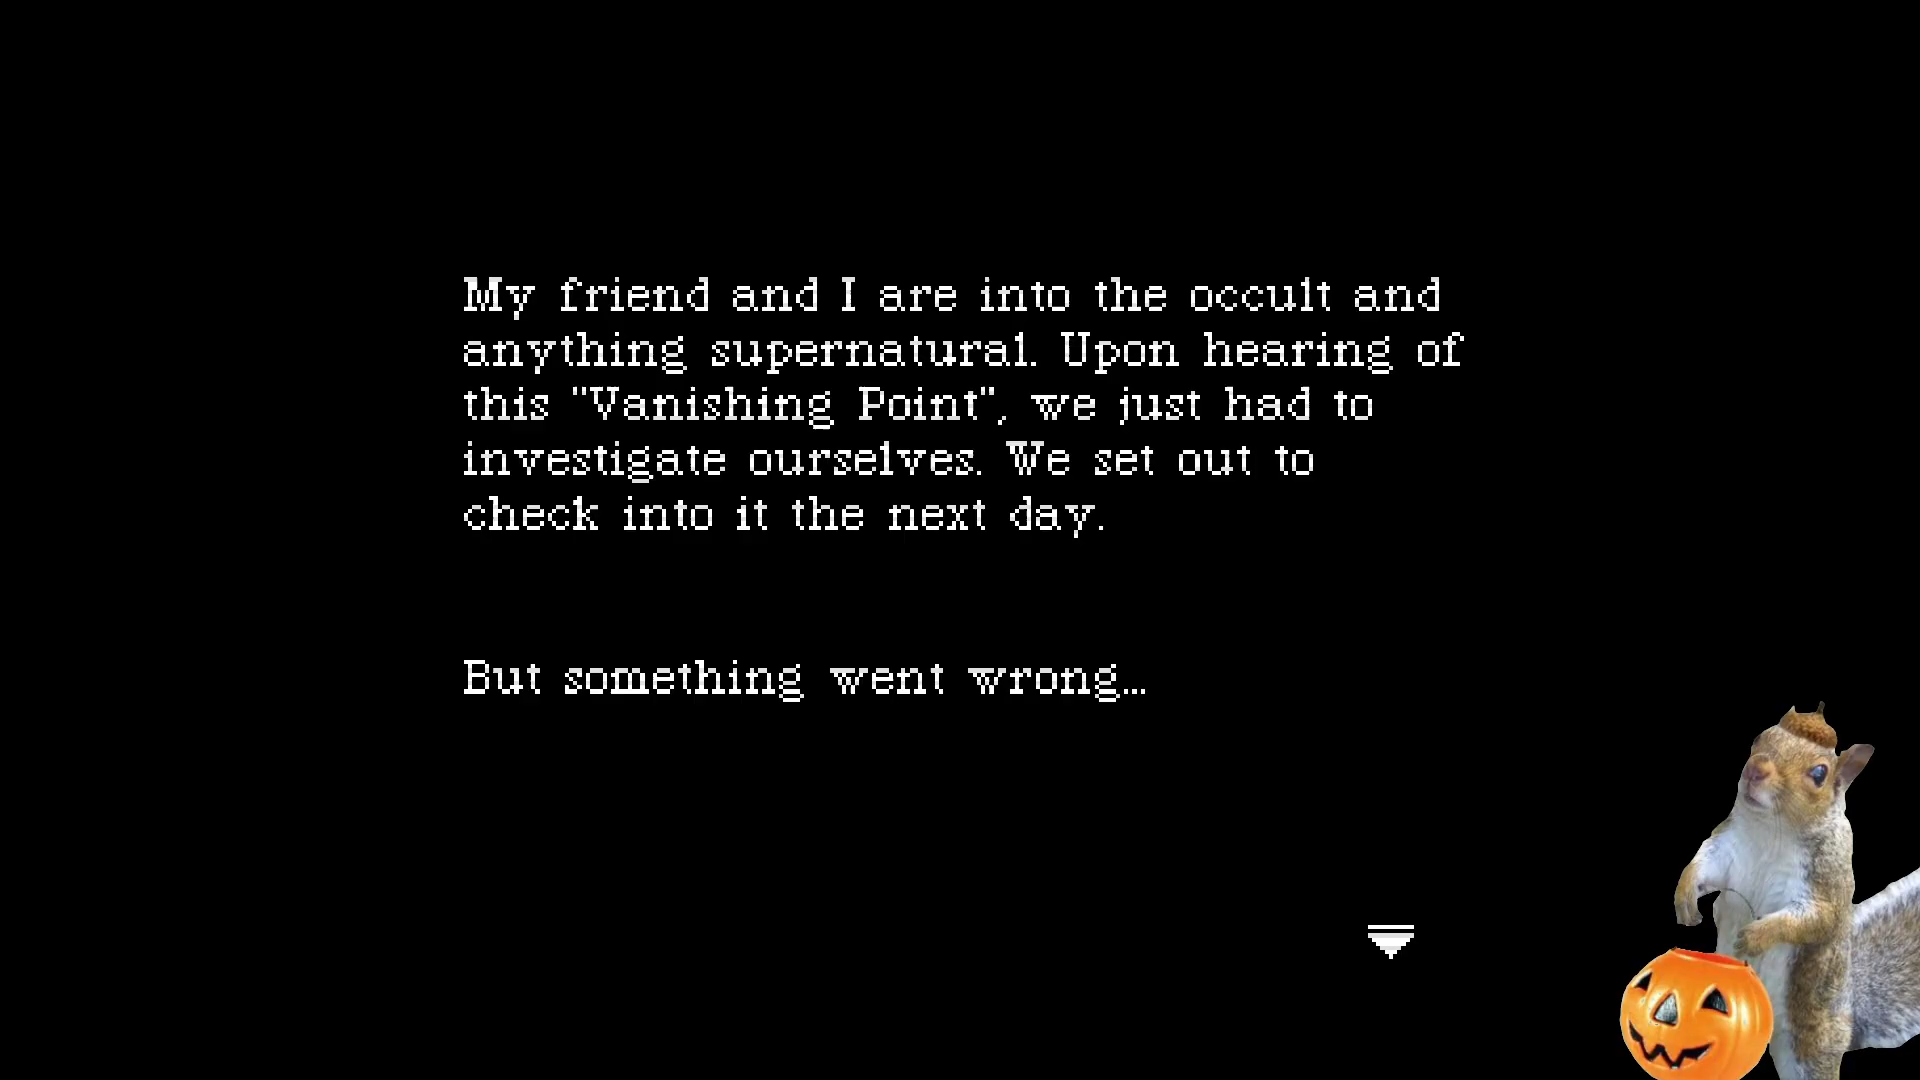 My friend and I are into the occult and
anything supernatural. Upon hearing of
this "Vanishing Point", we just had to
investigate ourselves. We set out to
check into it the next day.
But something went wrong...